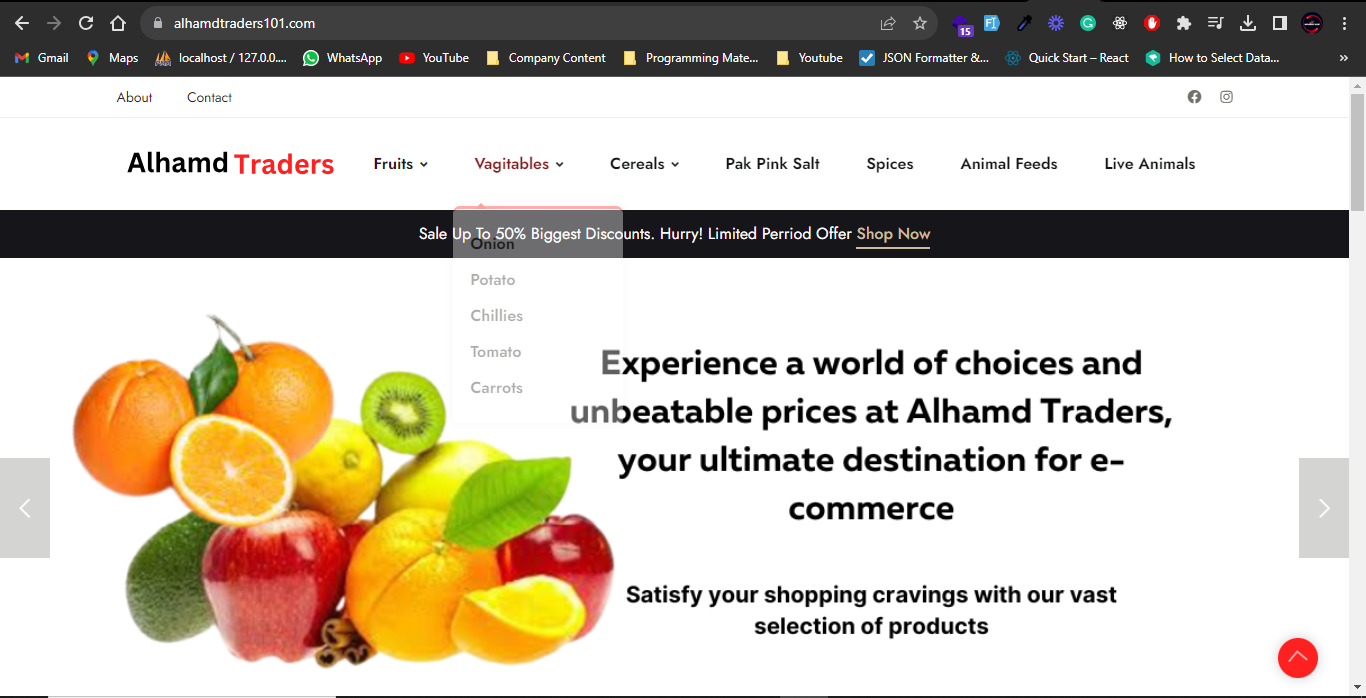 alhamdtraders101.com
15
Gmail
Maps
localhost / 127.0.0....
WhatsApp
YouTube
Company Content
Programming Mate...
Youtube
JSON Formatter &...
Quick Start – React
How to Select Data...
»
About
Contact
Alhamd Traders
Fruits
Vagitables
Cereals
Pak Pink Salt
Spices
Animal Feeds
Live Animals
Sale Up To 50% Biggest Discounts. Hurry! Limited Perriod Offer Shop Now
Onion
Potato
Chillies
Tomato
Carrots
Experience a world of choices and
unbeatable prices at Alhamd Traders,
your ultimate destination for e-
commerce
Satisfy your shopping cravings with our vast
selection of products